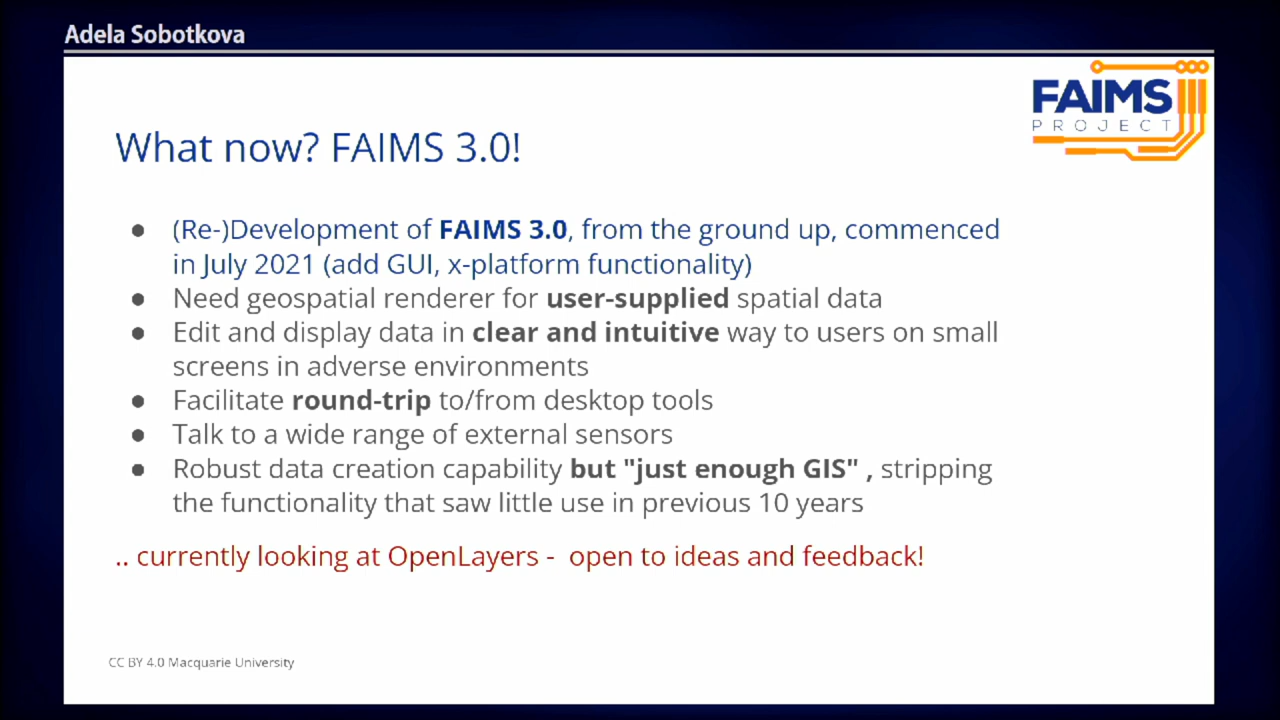 Adela Sobotkova
FAIMS
PROJECT
What now? FAIMS 3.0!
● (Re-)Development of FAIMS 3.0, from the ground up, commenced
in July 2021 (add GUI, x-platform functionality)
● Need geospatial renderer for user-supplied spatial data
● Edit and display data in clear and intuitive way to users on small
screens in adverse environments
● Facilitate round-trip to/from desktop tools
● Talk to a wide range of external sensors
● Robust data creation capability but "just enough GIS" , stripping
the functionality that saw little use in previous 10 years
.. currently looking at OpenLayers - open to ideas and feedback!
CC BY 4.0 Macquarie University